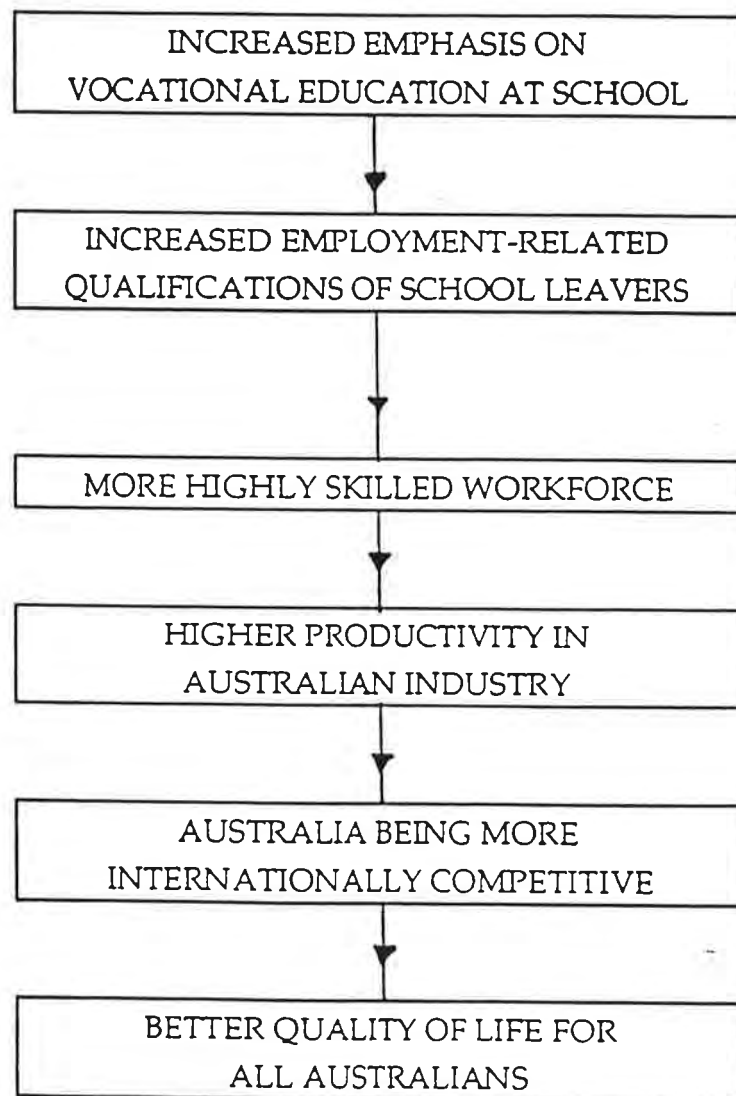 INCREASED EMPHASIS ON
VOCATIONAL EDUCATION AT SCHOOL
INCREASED EMPLOYMENT-RELATED
QUALIFICATIONS OF SCHOOL LEAVERS
MORE HIGHLY SKILLED WORKFORCE
HIGHER PRODUCTIVITY IN
AUSTRALIAN INDUSTRY
AUSTRALIA BEING MORE
INTERNATIONALLY COMPETITIVE
BETTER QUALITY OF LIFE FOR
ALL AUSTRALIANS